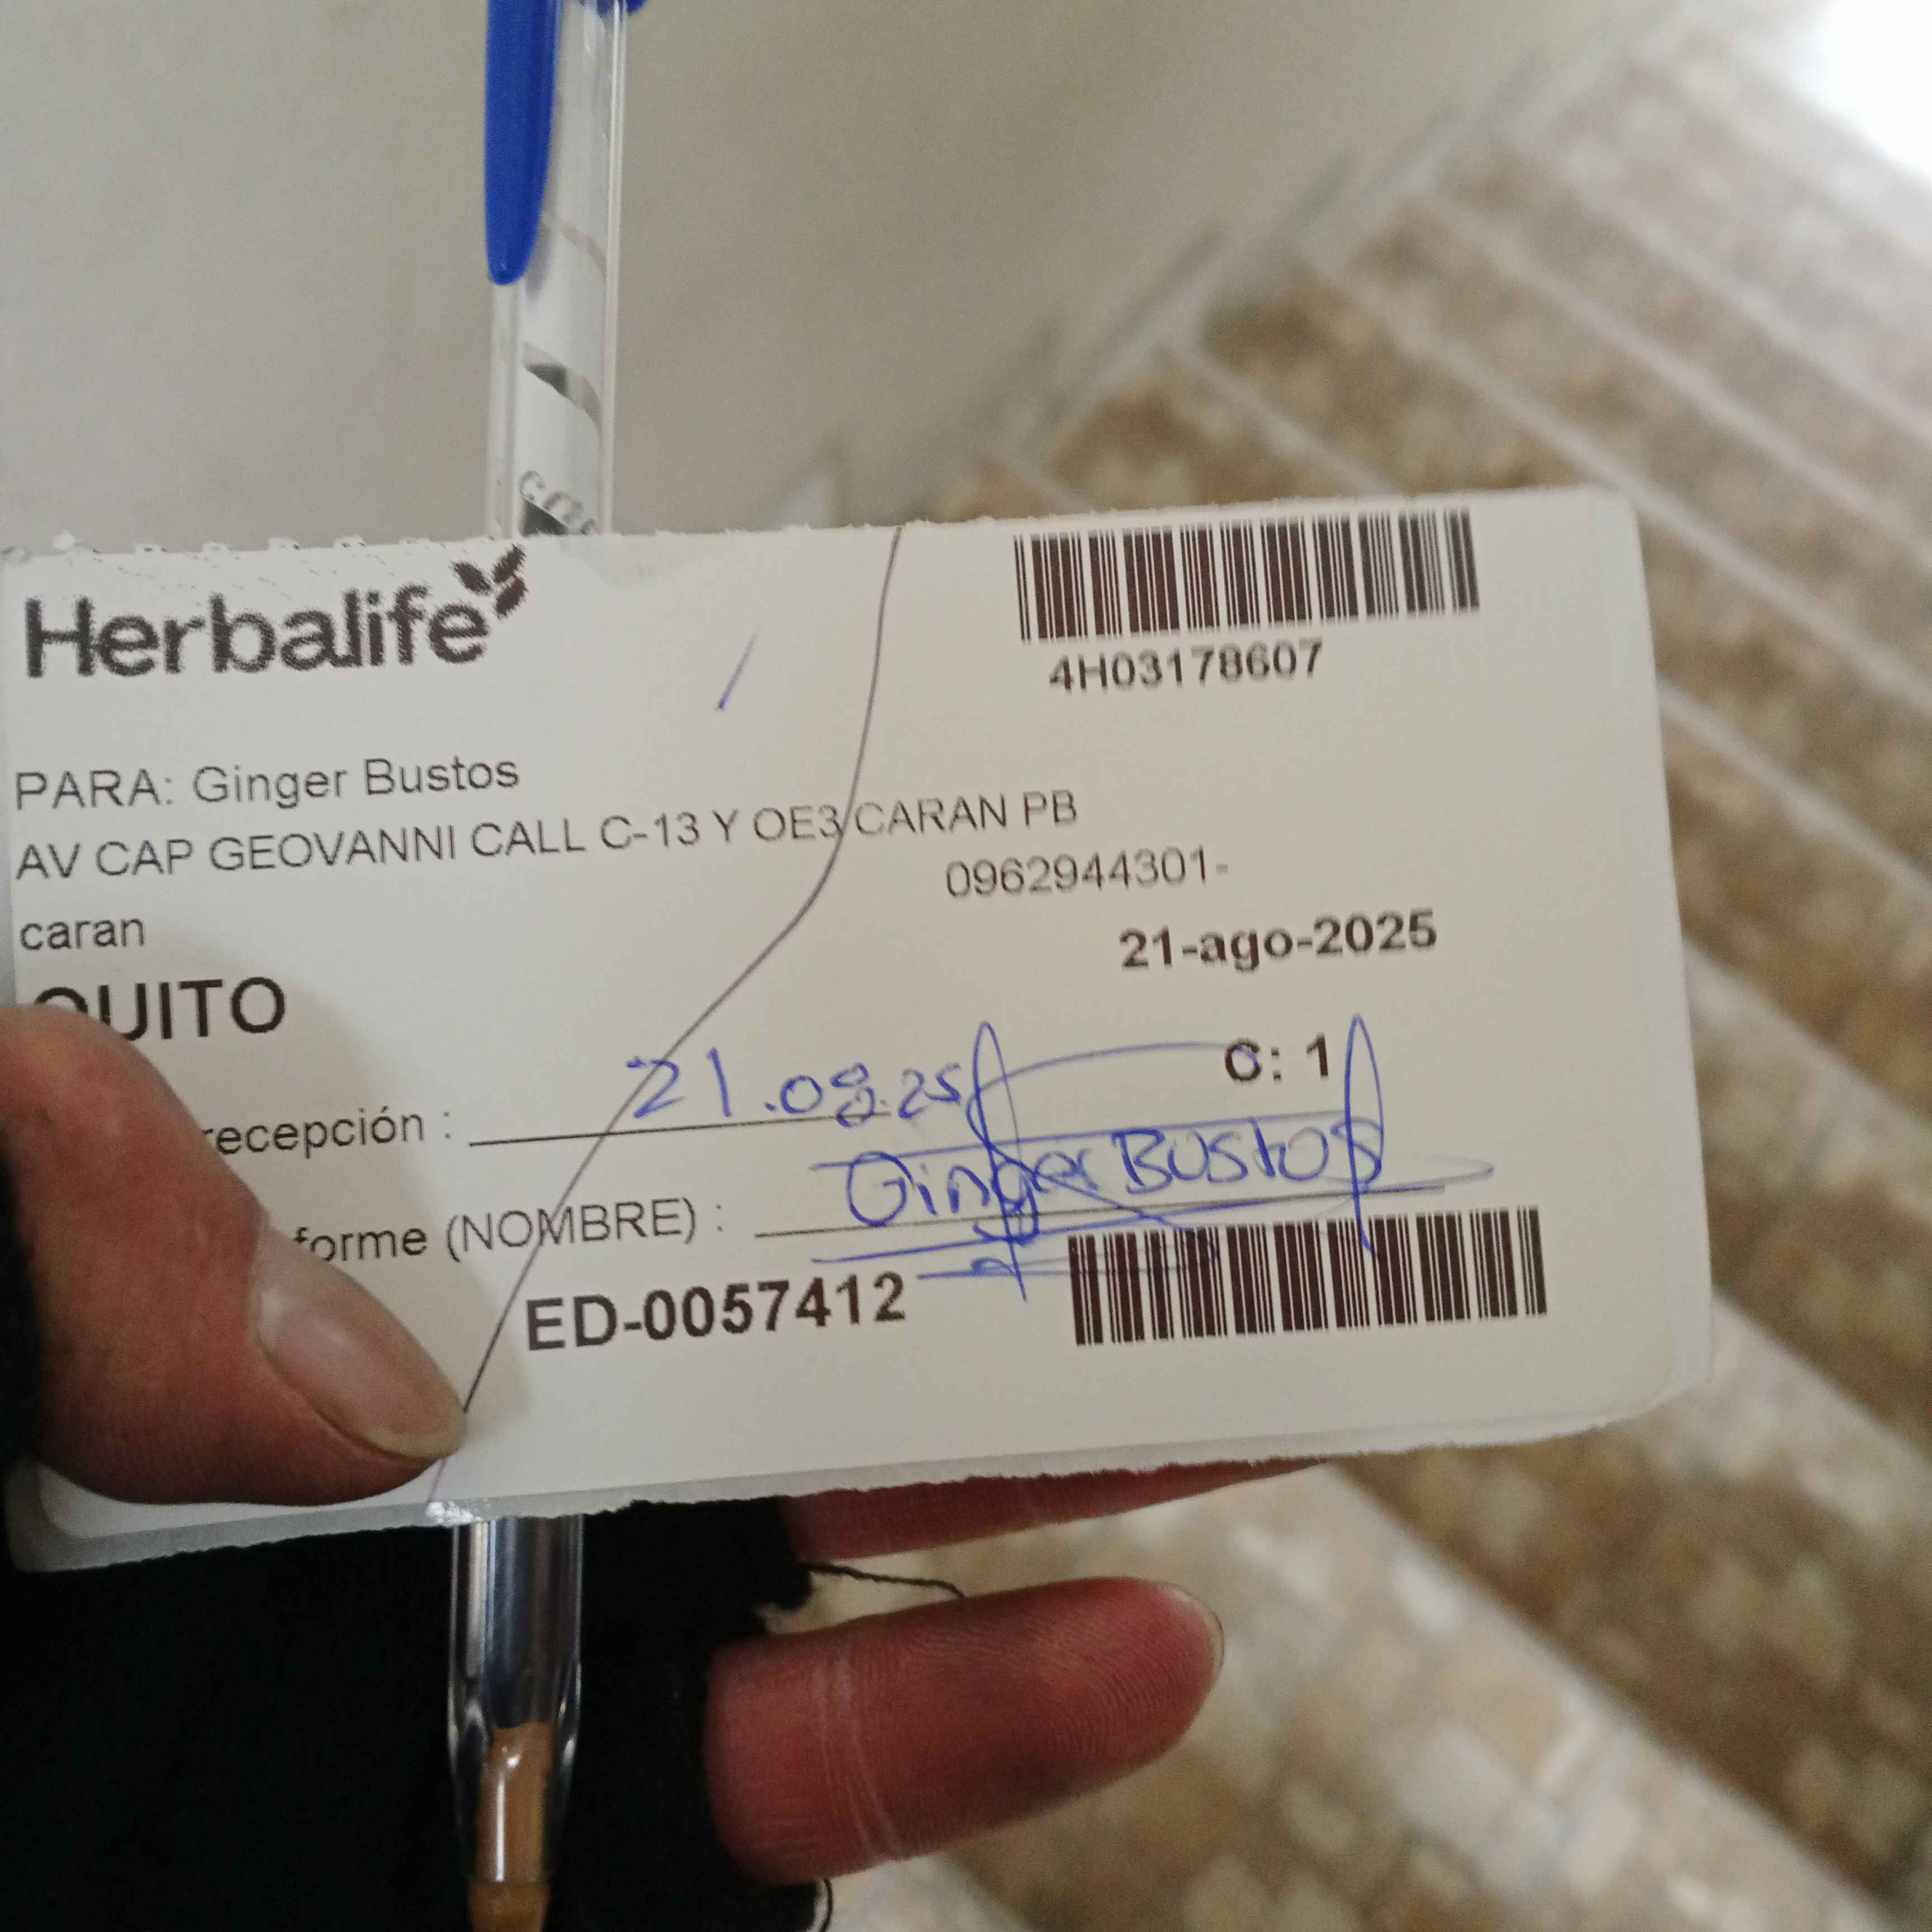 Herbalife
4H03178607
PARA: Ginger Bustos
AV CAP GEOVANNI CALL C-13 Y OE3 CARAN PB
0962944301-
caran
21-ago-2025
QUITO
C: 1
recepción : 21.08.25
forme (NOMBRE) : Ginger Bustos
ED-0057412